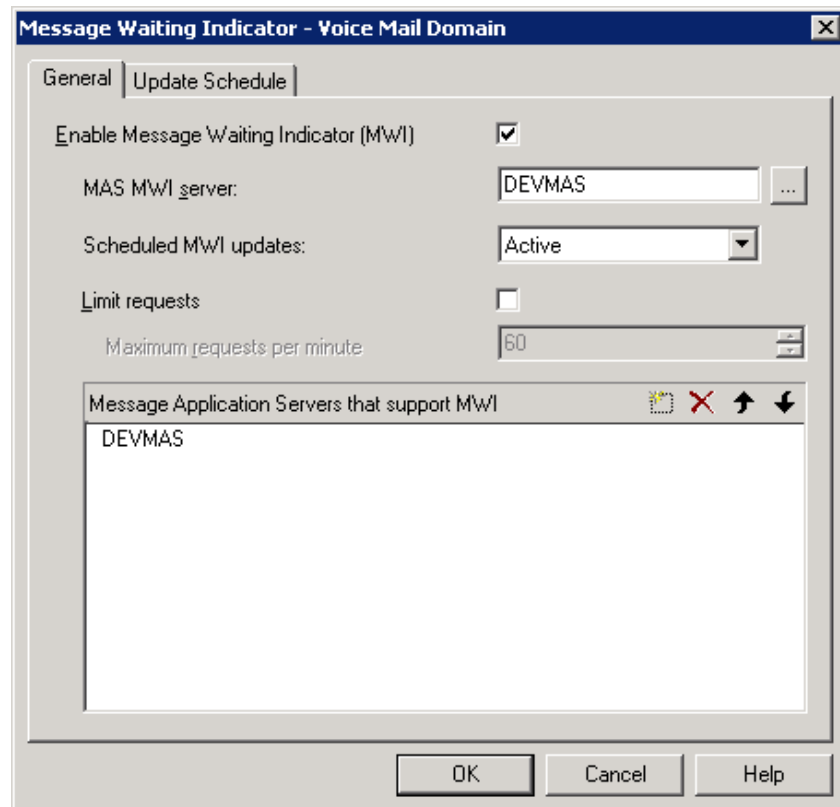 Message Waiting Indicator - Voice Mail Domain
General
Update Schedule
Enable Message Waiting Indicator (MWI)
MAS MWI server:
DEVMAS
...
Scheduled MWI updates:
Active
Limit requests
Maximum requests per minute
60
Message Application Servers that support MWI
DEVMAS
OK
Cancel
Help